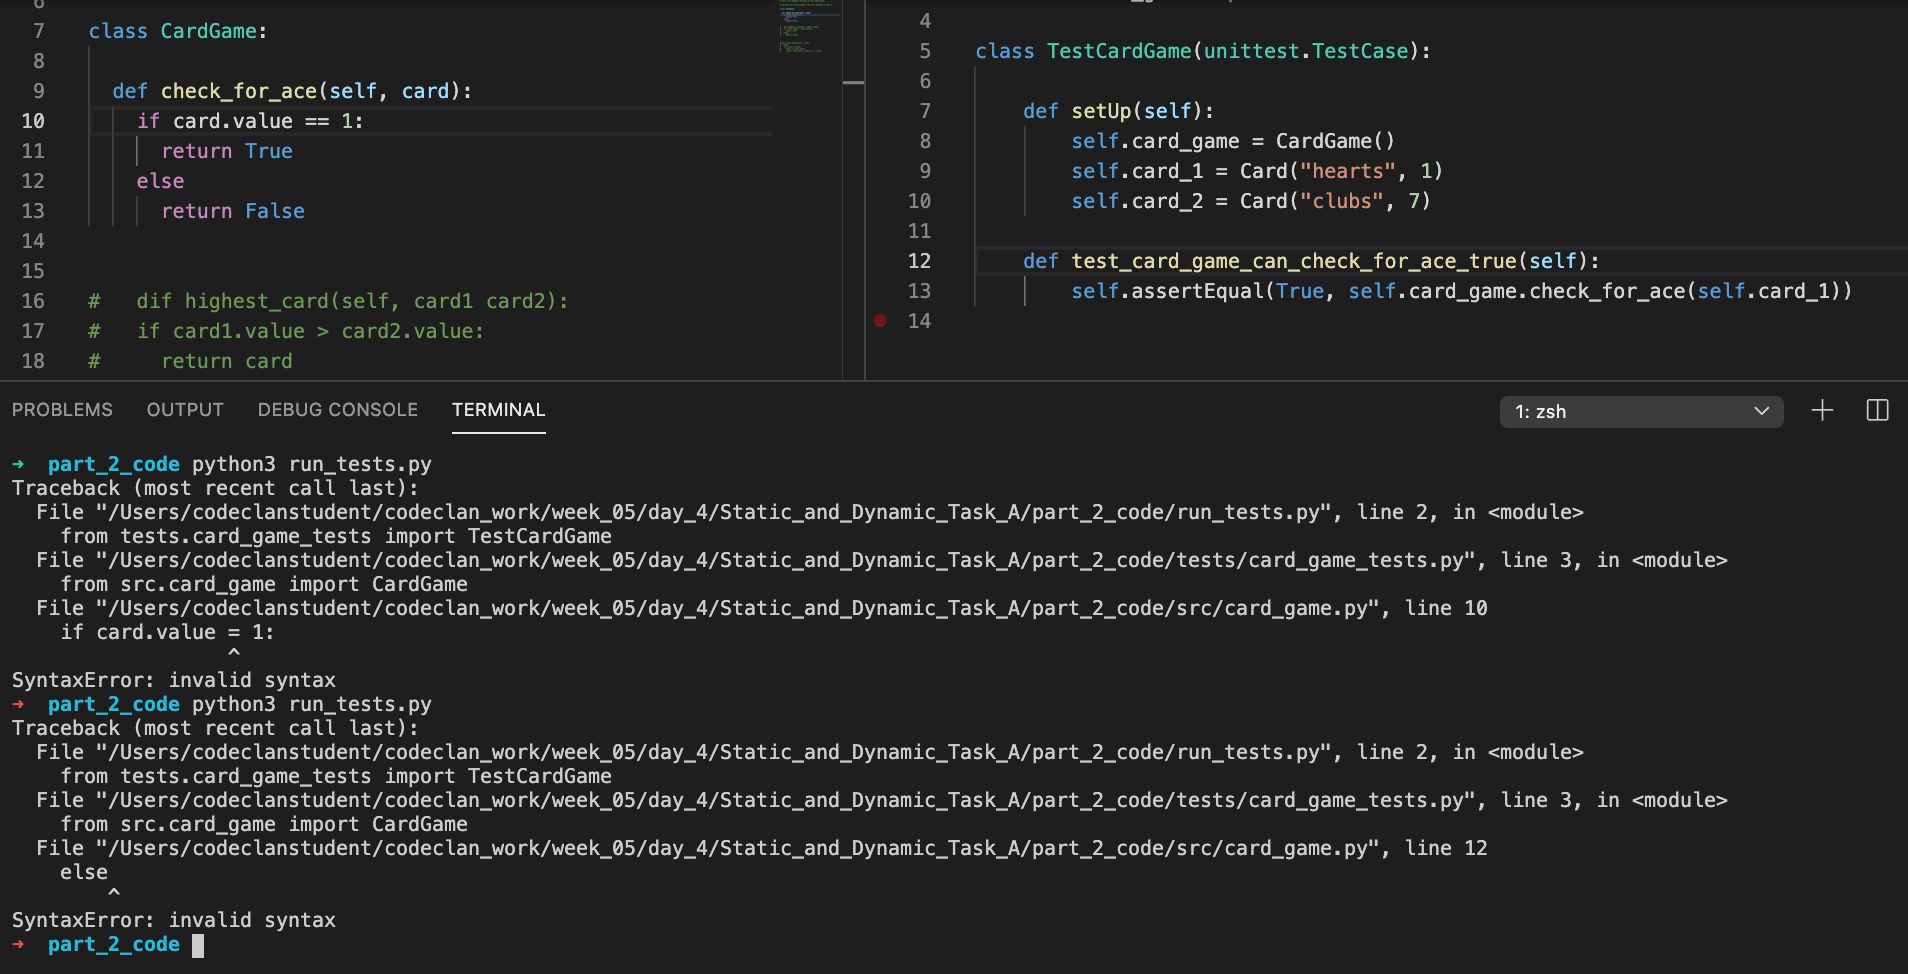 6
7 class CardGame:
8
9 def check_for_ace(self, card):
10 if card.value == 1:
11 return True
12 else
13 return False
14
15
16 # dif highest_card(self, card1 card2):
17 # if card1.value > card2.value:
18 # return card
4
5 class TestCardGame(unittest.TestCase):
6
7 def setUp(self):
8 self.card_game = CardGame()
9 self.card_1 = Card("hearts", 1)
10 self.card_2 = Card("clubs", 7)
11
12 def test_card_game_can_check_for_ace_true(self):
13 self.assertEqual(True, self.card_game.check_for_ace(self.card_1))
14
PROBLEMS OUTPUT DEBUG CONSOLE TERMINAL 1: zsh
➜ part_2_code python3 run_tests.py
Traceback (most recent call last):
File "/Users/codeclanstudent/codeclan_work/week_05/day_4/Static_and_Dynamic_Task_A/part_2_code/run_tests.py", line 2, in <module>
from tests.card_game_tests import TestCardGame
File "/Users/codeclanstudent/codeclan_work/week_05/day_4/Static_and_Dynamic_Task_A/part_2_code/tests/card_game_tests.py", line 3, in <module>
from src.card_game import CardGame
File "/Users/codeclanstudent/codeclan_work/week_05/day_4/Static_and_Dynamic_Task_A/part_2_code/src/card_game.py", line 10
if card.value = 1:
^
SyntaxError: invalid syntax
➜ part_2_code python3 run_tests.py
Traceback (most recent call last):
File "/Users/codeclanstudent/codeclan_work/week_05/day_4/Static_and_Dynamic_Task_A/part_2_code/run_tests.py", line 2, in <module>
from tests.card_game_tests import TestCardGame
File "/Users/codeclanstudent/codeclan_work/week_05/day_4/Static_and_Dynamic_Task_A/part_2_code/tests/card_game_tests.py", line 3, in <module>
from src.card_game import CardGame
File "/Users/codeclanstudent/codeclan_work/week_05/day_4/Static_and_Dynamic_Task_A/part_2_code/src/card_game.py", line 12
else
^
SyntaxError: invalid syntax
➜ part_2_code